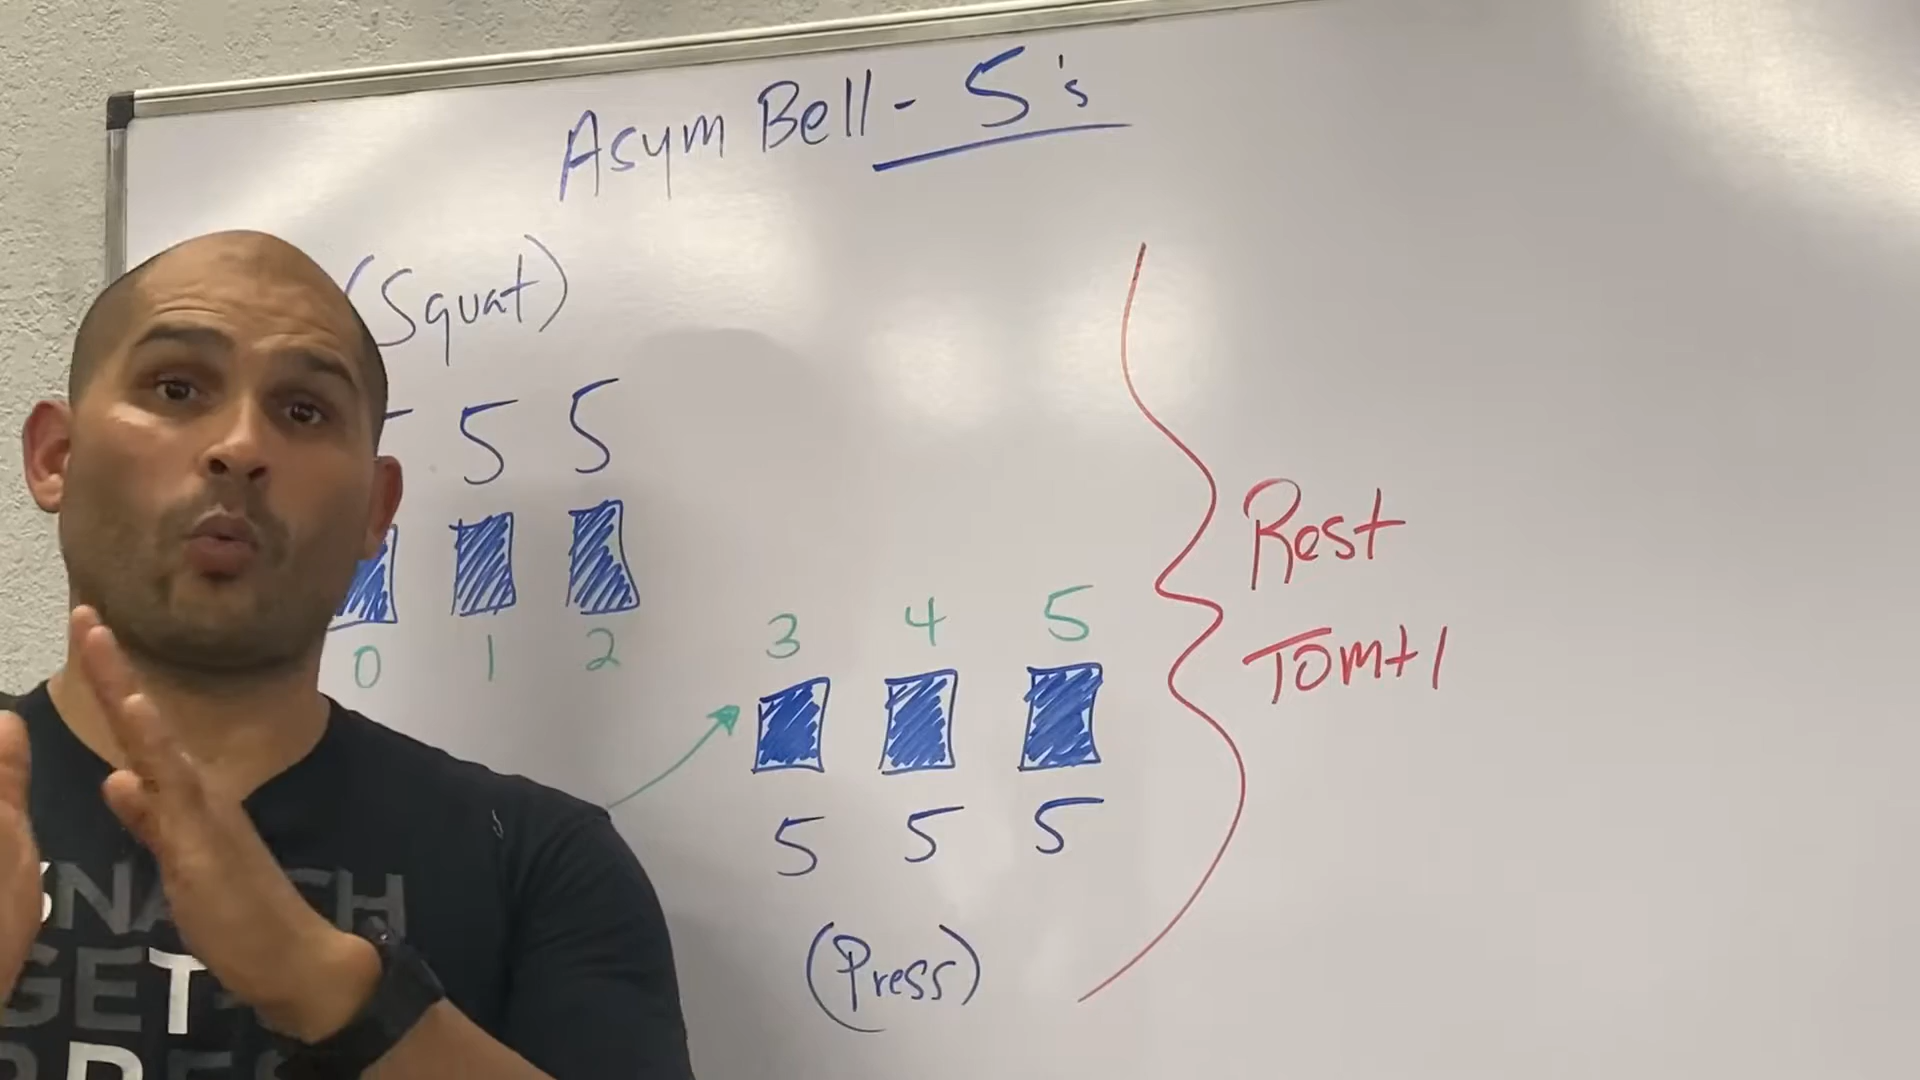 Asym Bell - 5's
(Squat)
5 5
0 1 2
3 4 5
5 5 5
(Press)
Rest
TOM+1